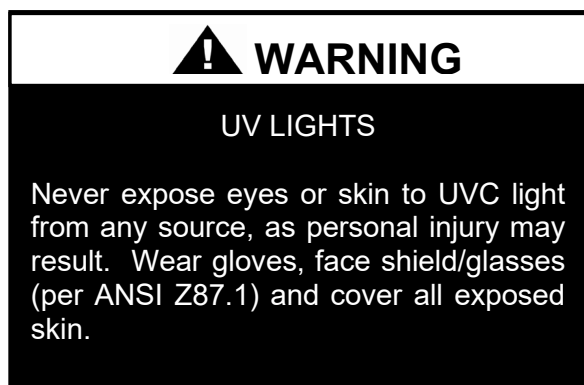 WARNING
UV LIGHTS
Never expose eyes or skin to UVC light
from any source, as personal injury may
result. Wear gloves, face shield/glasses
(per ANSI Z87.1) and cover all exposed
skin.